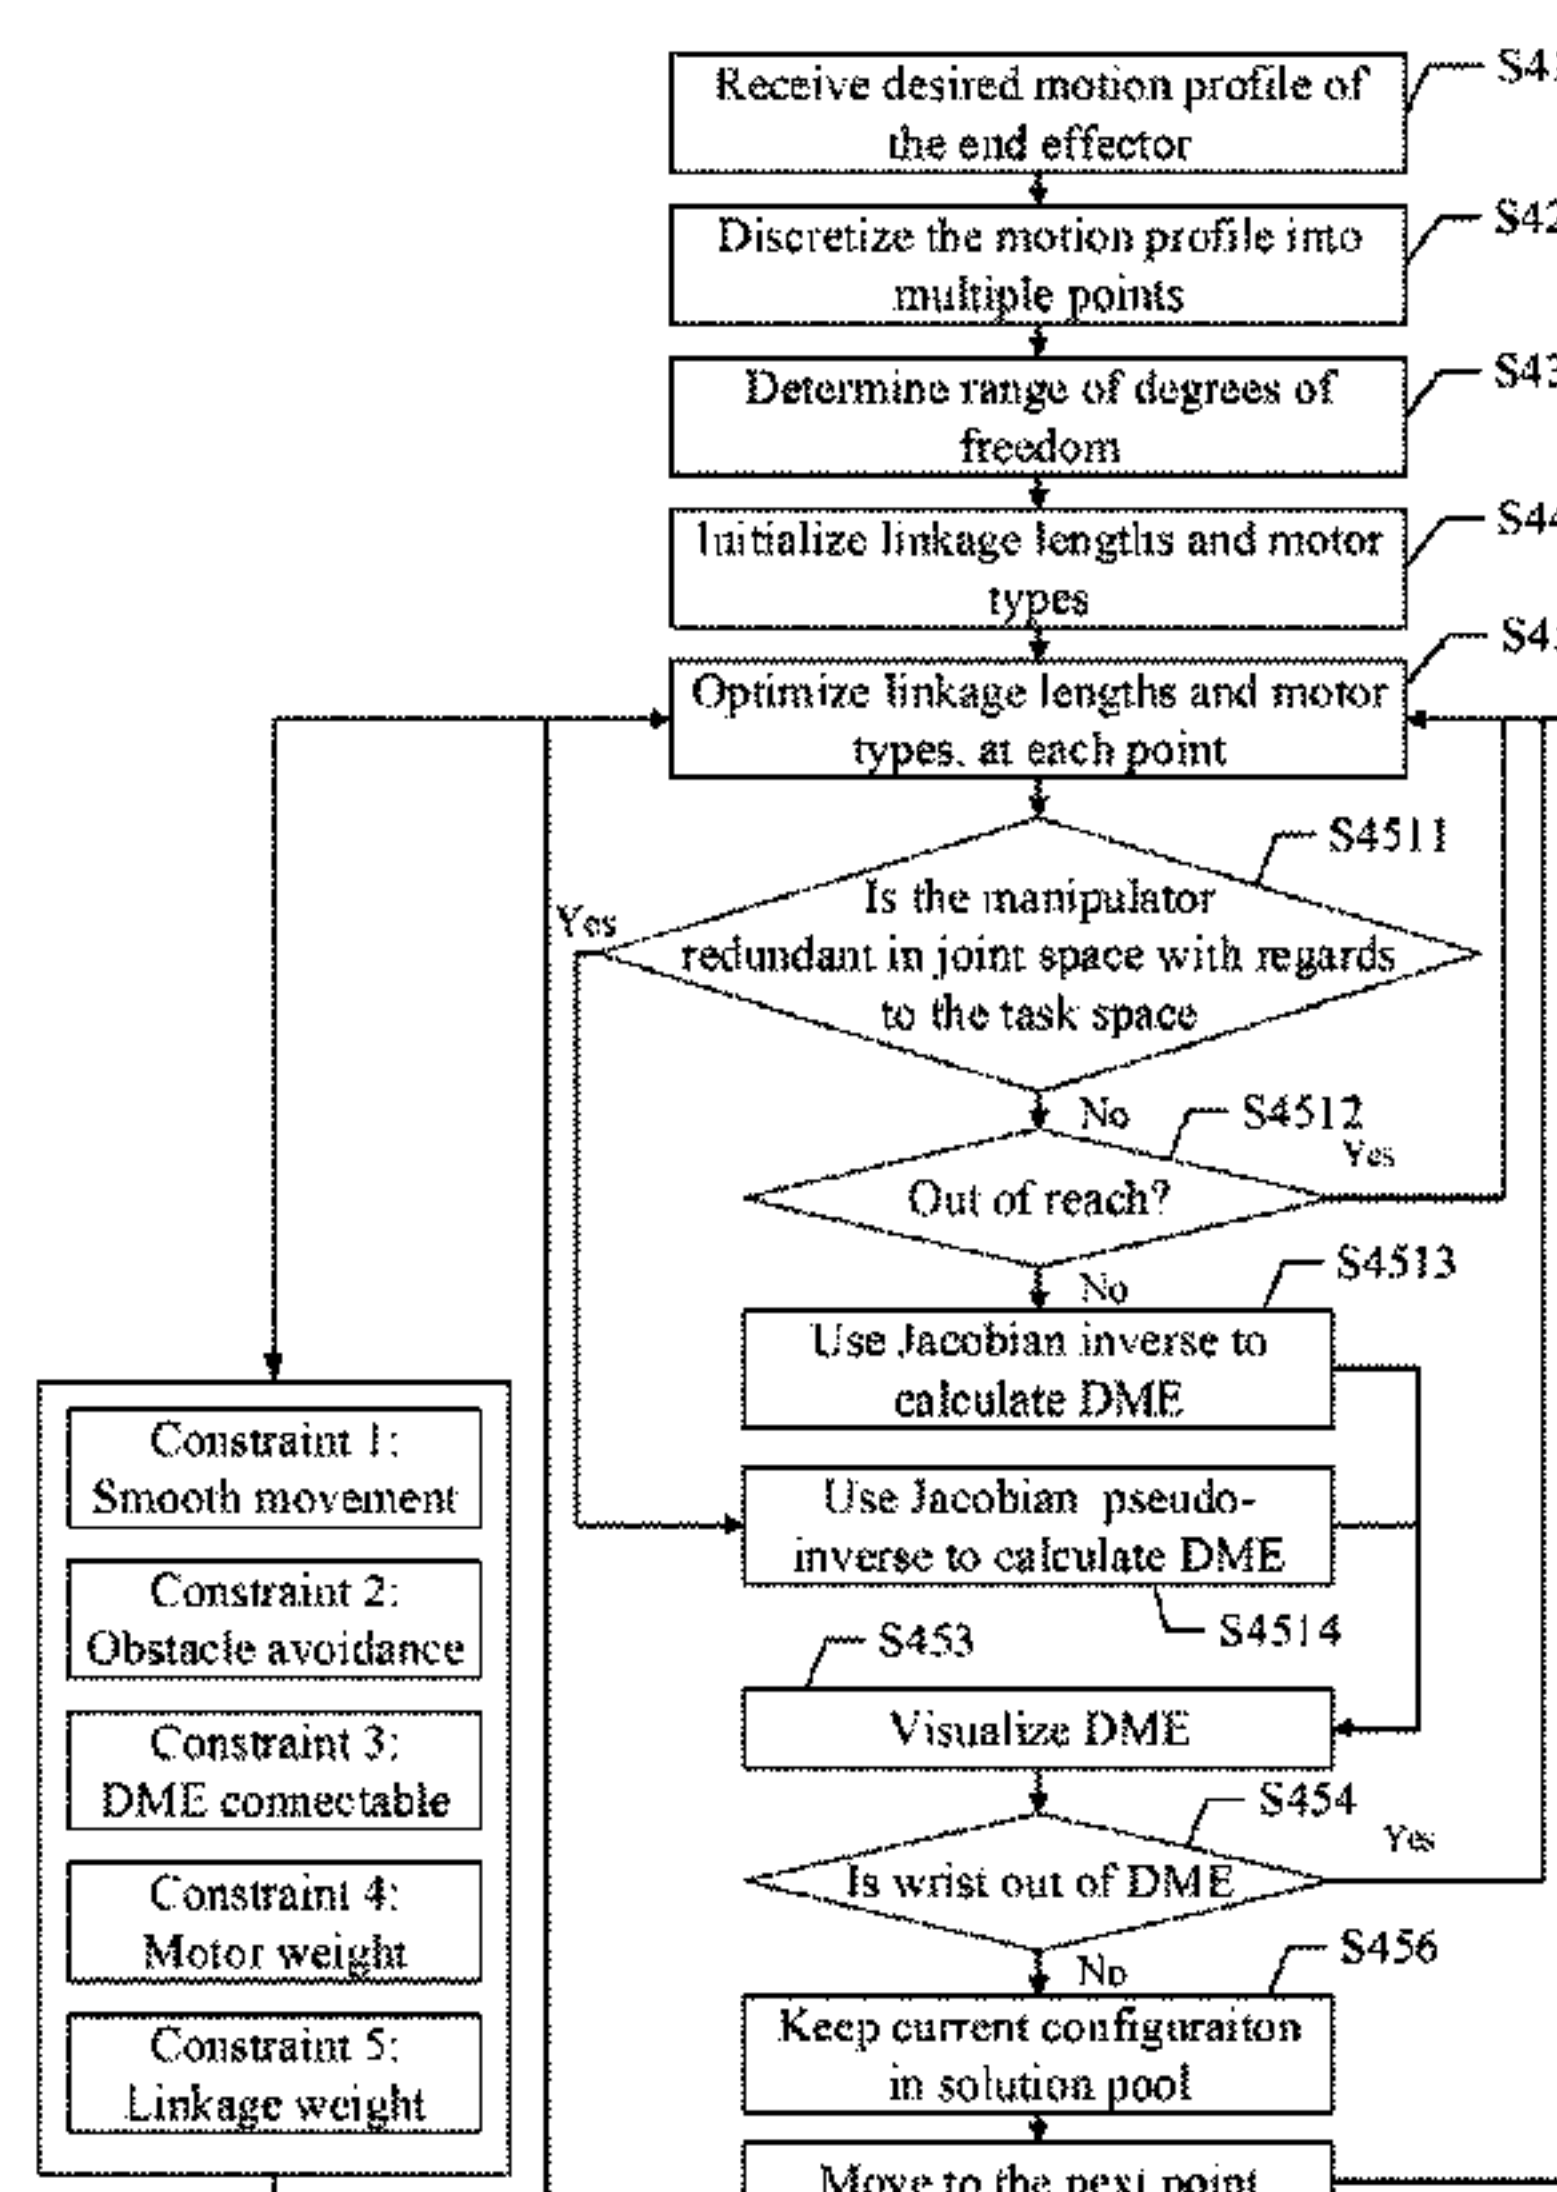 Receive desired motion profile of
the end effector
Discretize the motion profile into
multiple points
S42
Determine range of degrees of
freedom
S43
Initialize linkage lengths and motor
types
S44
Optimize linkage lengths and motor
types, at each point
S4511
Is the manipulator
redundant in joint space with regards
to the task space
Yes
No
S4512
Yes
Out of reach?
No
S4513
Use Jacobian inverse to
calculate DME
Use Jacobian pseudo-
inverse to calculate DME
S4514
S453
Visualize DME
S454
Yes
Is wrist out of DME
No
S456
Keep current configuraiton
in solution pool
Move to the next point
Constraint 1:
Smooth movement
Constraint 2:
Obstacle avoidance
Constraint 3:
DME connectable
Constraint 4:
Motor weight
Constraint 5:
Linkage weight